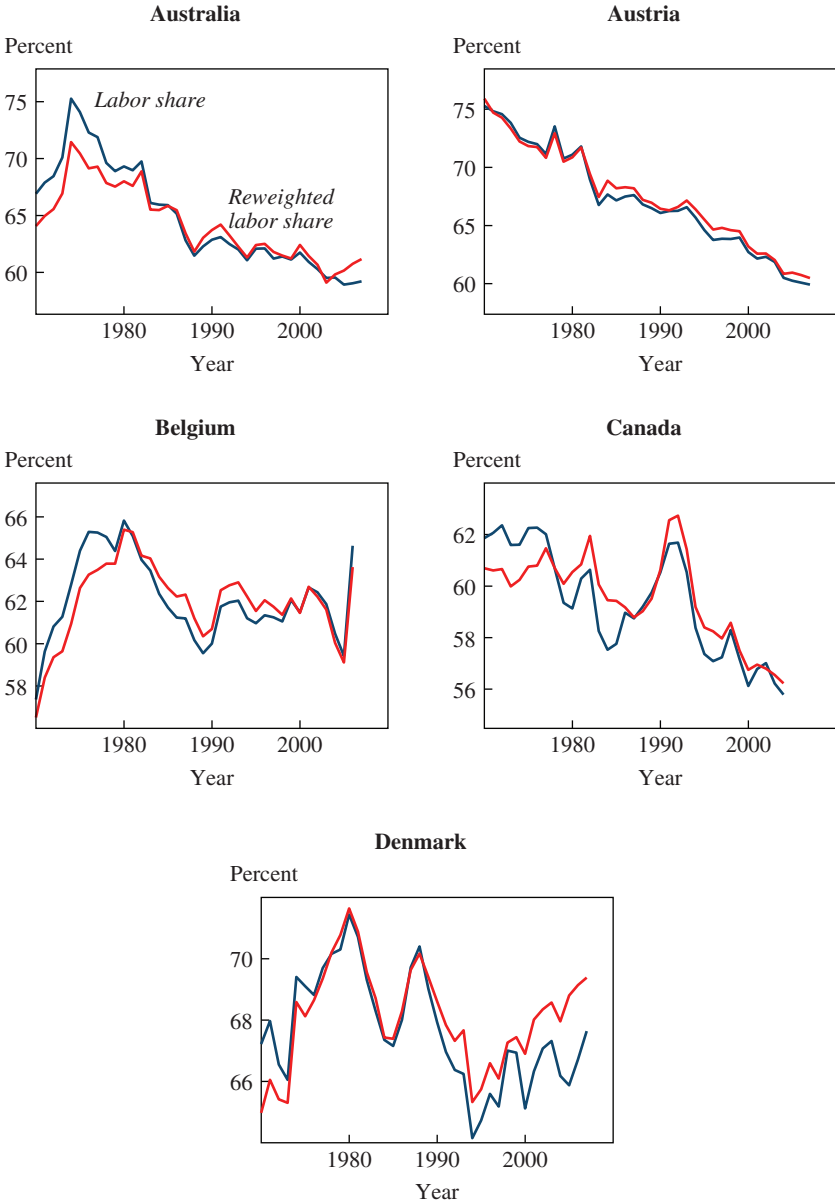 Australia
Percent
75
70
65
60
Labor share
Reweighted
labor share
1980 1990 2000
Year
Austria
Percent
75
70
65
60
1980 1990 2000
Year
Belgium
Percent
66
64
62
60
58
1980 1990 2000
Year
Canada
Percent
62
60
58
56
1980 1990 2000
Year
Denmark
Percent
70
68
66
1980 1990 2000
Year